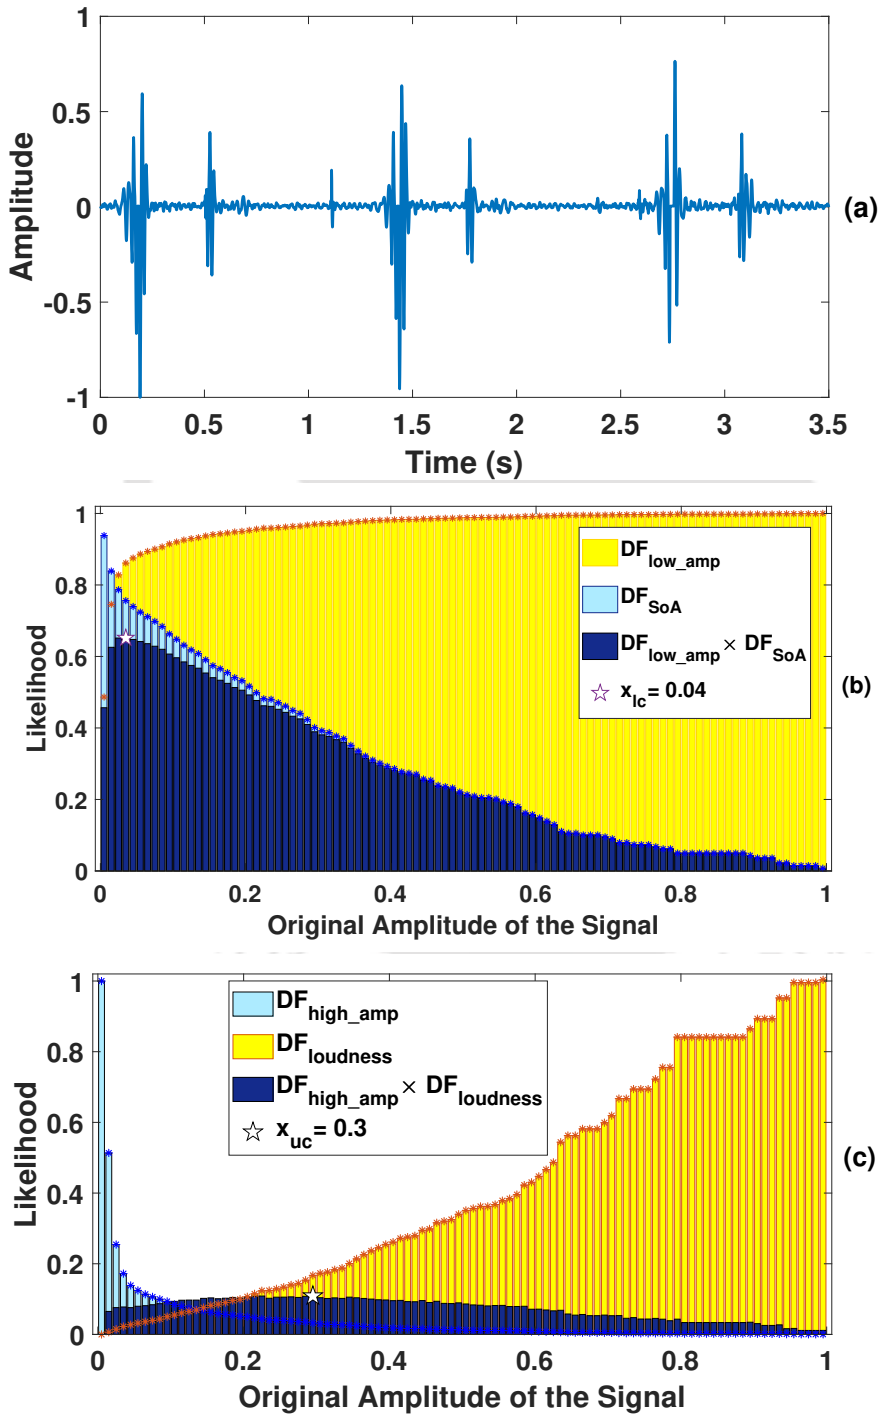 1
0.5
0
-0.5
-1
Amplitude
0 0.5 1 1.5 2 2.5 3 3.5
Time (s)
(a)
1
0.8
0.6
0.4
0.2
0
Likelihood
DF_low_amp
DF_SoA
DF_low_amp × DF_SoA
☆ x_lc = 0.04
(b)
0 0.2 0.4 0.6 0.8 1
Original Amplitude of the Signal
1
0.8
0.6
0.4
0.2
0
Likelihood
DF_high_amp
DF_loudness
DF_high_amp × DF_loudness
☆ x_uc = 0.3
(c)
0 0.2 0.4 0.6 0.8 1
Original Amplitude of the Signal